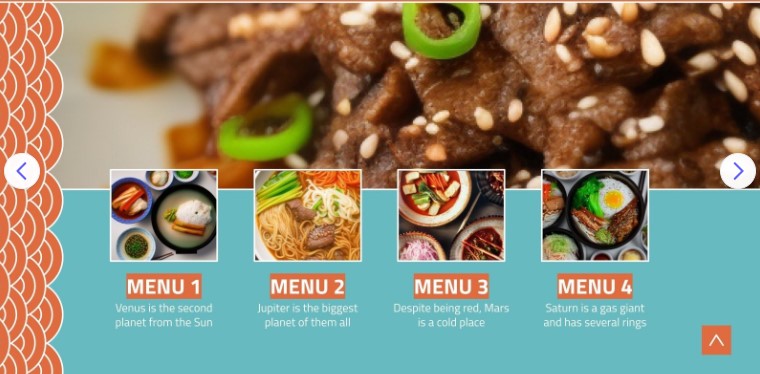 MENU 1
Venus is the second
planet from the Sun
MENU 2
Jupiter is the biggest
planet of them all
MENU 3
Despite being red, Mars
is a cold place
MENU 4
Saturn is a gas giant
and has several rings